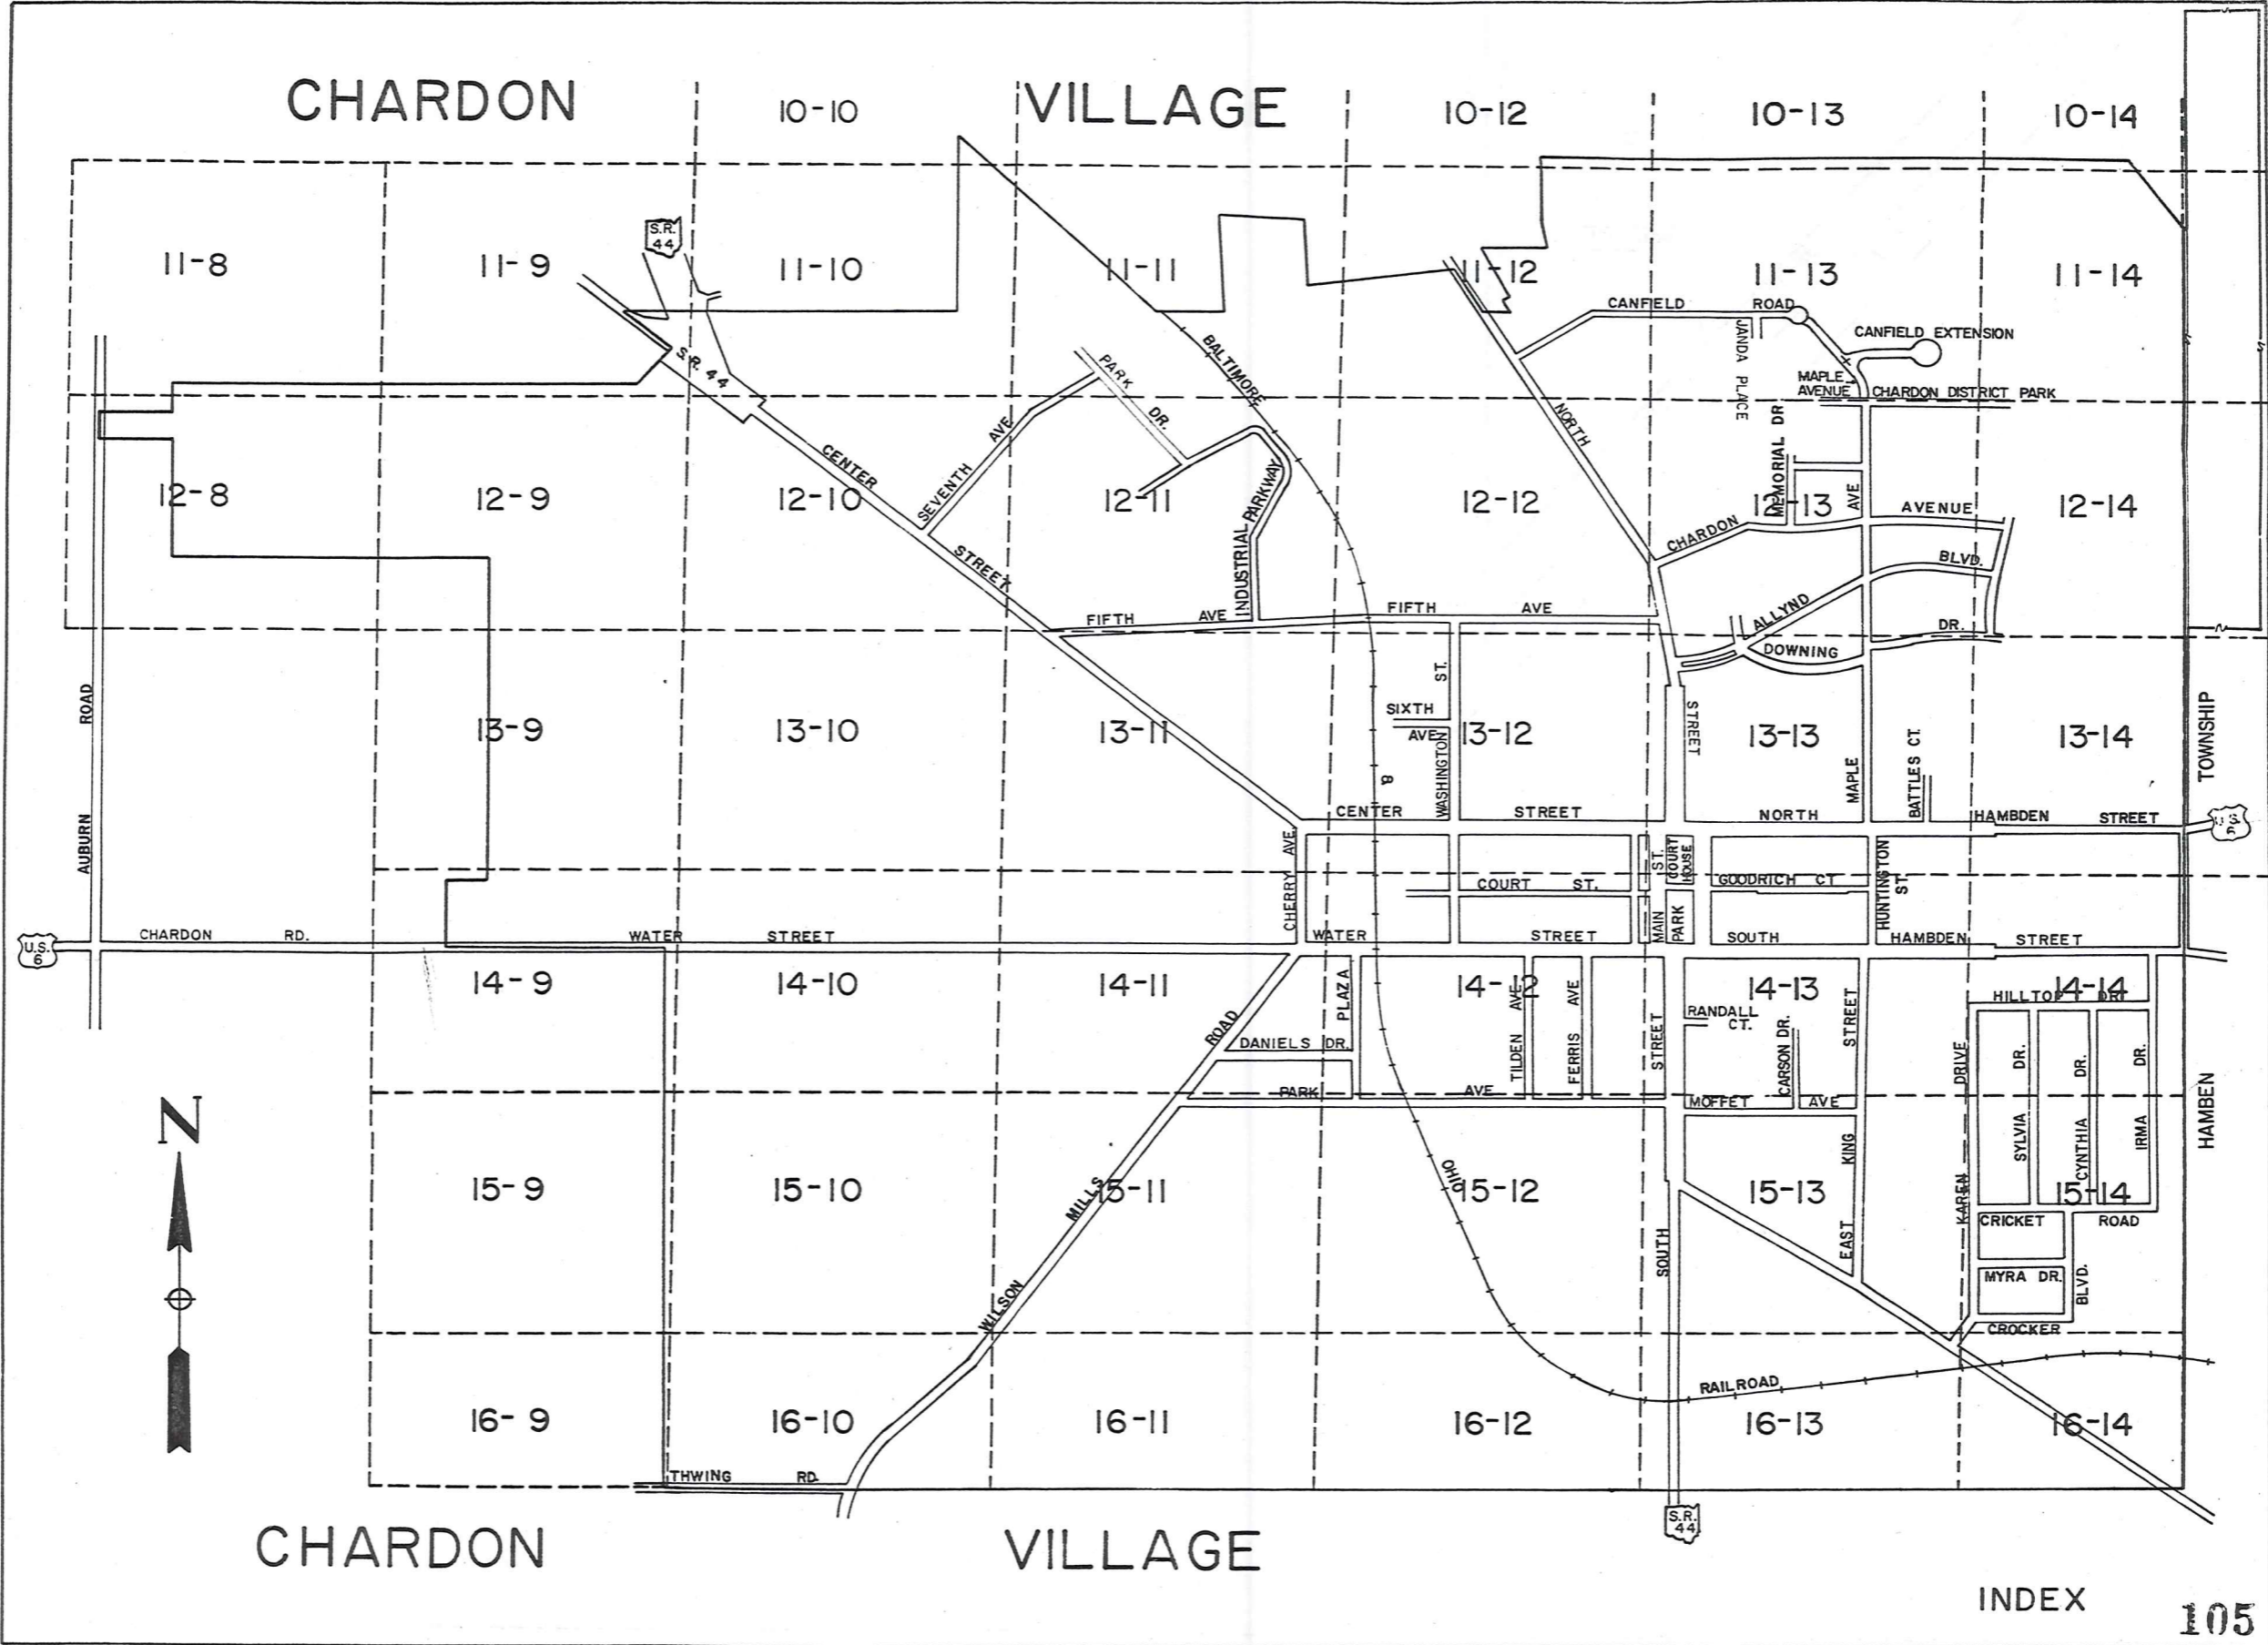 CHARDON VILLAGE
10-10
10-12
10-13
10-14
11-8
11-9
S.R.
44
11-10
11-11
11-12
11-13
11-14
CANFIELD ROAD
JANDA PLACE
CANFIELD EXTENSION
MAPLE
AVENUE
CHARDON DISTRICT PARK
S.R. 44
PARK DR.
BALTIMORE
NORTH
MEMORIAL DR
12-8
12-9
12-10
12-11
12-12
12-13
12-14
CENTER
SEVENTH AVE
STREET
INDUSTRIAL PARKWAY
CHARDON AVENUE
AVE
BLVD.
ALLYND
DR.
DOWNING
FIFTH AVE
FIFTH AVE
ROAD
AUBURN
13-9
13-10
13-11
13-12
13-13
13-14
ST.
SIXTH
AVE
WASHINGTON
&
STREET
MAPLE
BATTLES CT.
TOWNSHIP
CENTER STREET
NORTH HAMBDEN STREET
U.S.
6
CHERRY AVE
COURT ST.
ST.
COURT
HOUSE
GOODRICH CT
HUNTINGTON
ST.
MAIN
PARK
U.S.
6
CHARDON RD.
WATER STREET
WATER STREET
SOUTH HAMBDEN STREET
14-9
14-10
14-11
14-12
14-13
14-14
PLAZA
ROAD
DANIELS DR.
TILDEN AVE
FERRIS AVE
STREET
RANDALL
CT.
CARSON DR.
STREET
HILLTOP DR.
DRIVE
SYLVIA DR.
CYNTHIA DR.
IRMA DR.
PARK AVE
MOFFET AVE
HAMBEN
N
15-9
15-10
15-11
15-12
15-13
15-14
MILLS
OHIO
KING
EAST
SOUTH
KAREN
CRICKET ROAD
MYRA DR.
BLVD.
CROCKER
WILSON
RAILROAD
16-9
16-10
16-11
16-12
16-13
16-14
THWING RD.
S.R.
44
CHARDON VILLAGE
INDEX
105